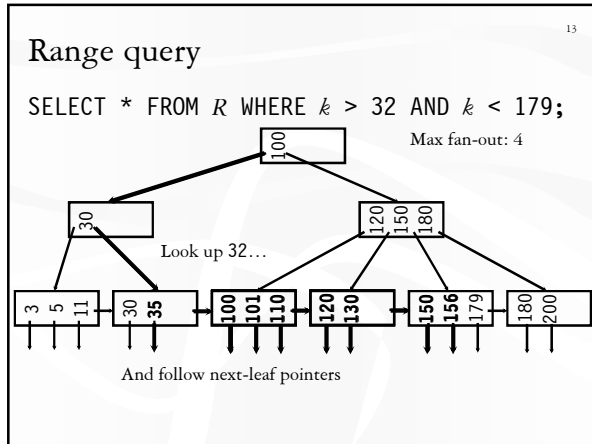 13
Range query
SELECT * FROM R WHERE k > 32 AND k < 179;
Max fan-out: 4
100
30
120 150 180
Look up 32…
3 5 11 30 35 100 101 110 120 130 150 156 179 180 200
And follow next-leaf pointers